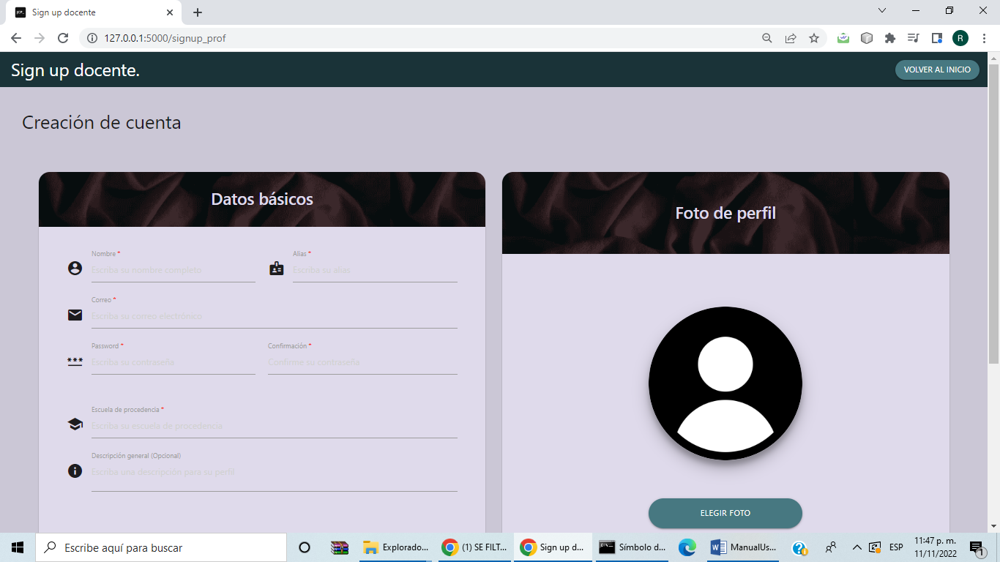 Sign up docente
127.0.0.1:5000/signup_prof
R
Sign up docente.
VOLVER AL INICIO
Creación de cuenta
Datos básicos
Foto de perfil
Nombre *
Alias *
Escriba su nombre completo
Escriba su alias
Correo *
Escriba su correo electrónico
Password *
Confirmación *
Escriba su contraseña
Confirme su contraseña
Escuela de procedencia *
Escriba su escuela de procedencia
Descripción general (Opcional)
Escriba una descripción para su perfil
ELEGIR FOTO
Escribe aquí para buscar
Explorado...
(1) SE FILT...
Sign up d...
Símbolo d...
ManualUs...
ESP
11:47 p. m.
11/11/2022
1